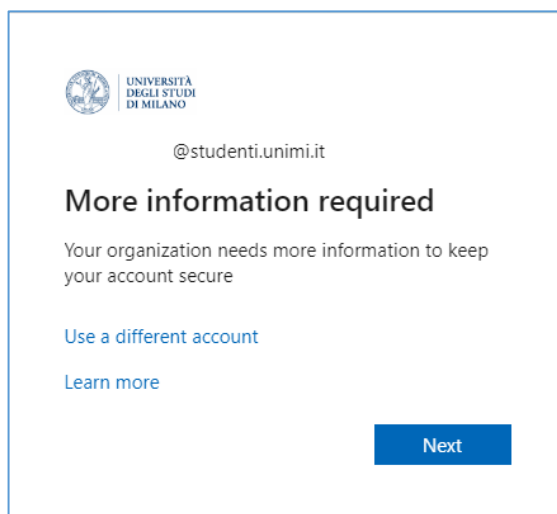 UNIVERSITÀ
DEGLI STUDI
DI MILANO
@studenti.unimi.it
More information required
Your organization needs more information to keep
your account secure
Use a different account
Learn more
Next